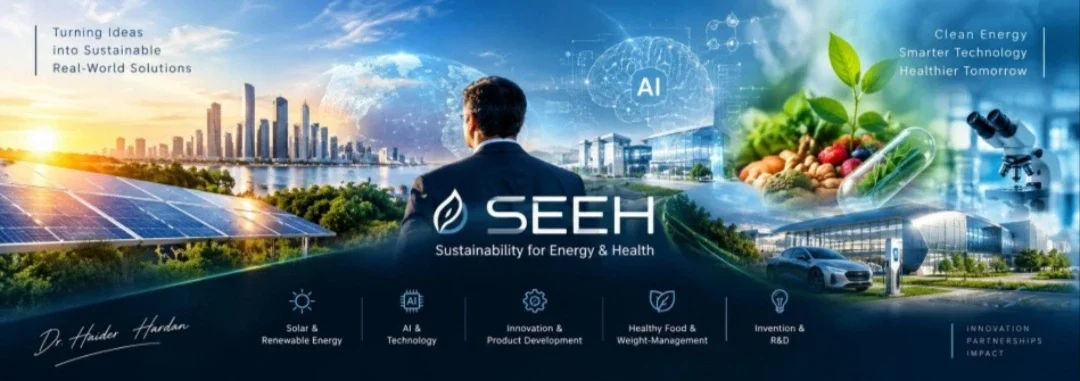 Turning Ideas
into Sustainable
Real-World Solutions
Clean Energy
Smarter Technology
Healthier Tomorrow
AI
SEEH
Sustainability for Energy & Health
AI
Solar &
Renewable Energy
AI &
Technology
Innovation &
Product Development
Healthy Food &
Weight-Management
Invention &
R&D
Dr. Haider Hardan
INNOVATION
PARTNERSHIPS
IMPACT